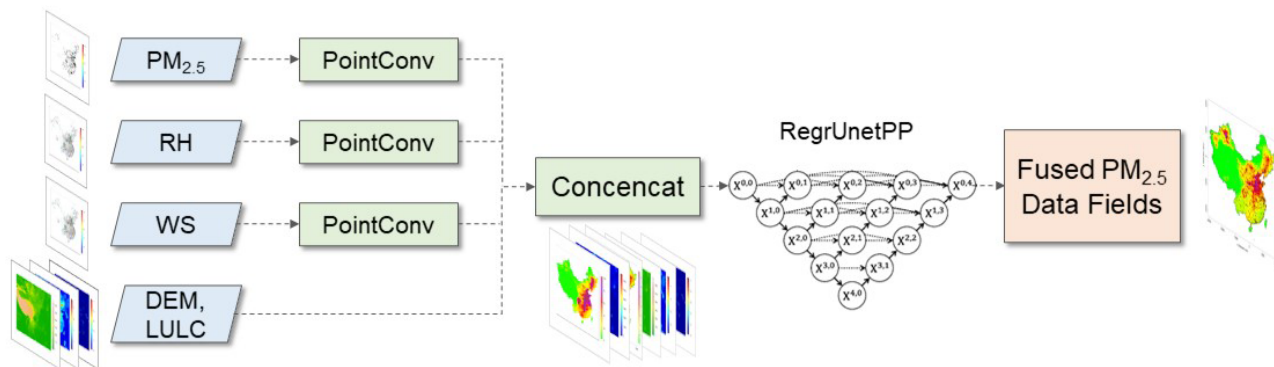 PM2.5
PointConv
RH
PointConv
WS
PointConv
DEM,
LULC
Concencat
RegrUnetPP
X0,0
X0,1
X0,2
X0,3
X0,4
X1,0
X1,1
X1,2
X1,3
X2,0
X2,1
X2,2
X3,0
X3,1
X4,0
Fused PM2.5
Data Fields